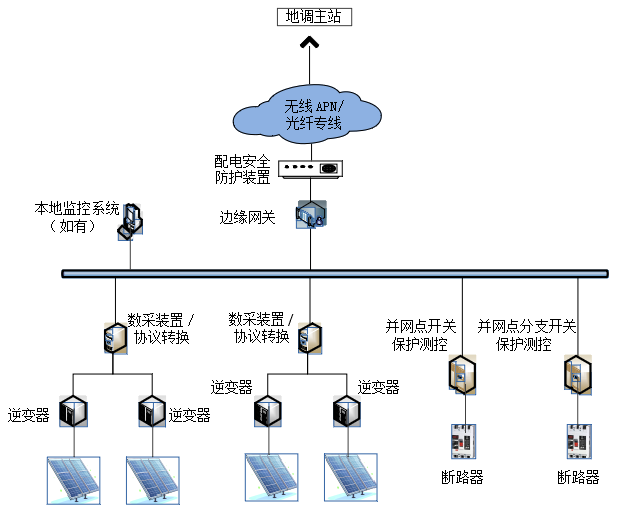 地调主站
无线 APN/
光纤专线
配电安全
防护装置
本地监控系统
（如有）
边缘网关
数采装置 /
协议转换
数采装置 /
协议转换
并网点开关
保护测控
并网点分支开关
保护测控
逆变器
逆变器
逆变器
逆变器
断路器
断路器